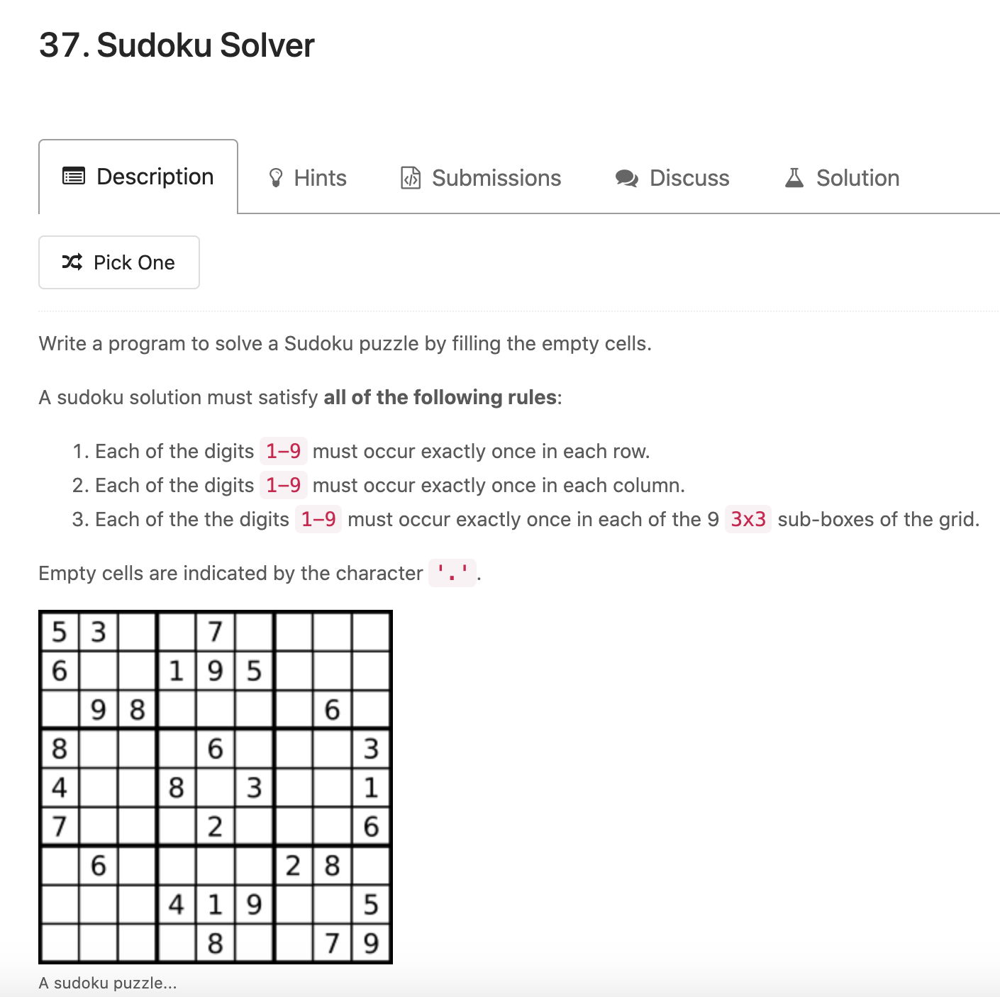 37. Sudoku Solver
Description Hints Submissions Discuss Solution
Pick One
Write a program to solve a Sudoku puzzle by filling the empty cells.
A sudoku solution must satisfy all of the following rules:
1. Each of the digits 1-9 must occur exactly once in each row.
2. Each of the digits 1-9 must occur exactly once in each column.
3. Each of the the digits 1-9 must occur exactly once in each of the 9 3x3 sub-boxes of the grid.
Empty cells are indicated by the character '.'.
5 3 7
6 1 9 5
9 8 6
8 6 3
4 8 3 1
7 2 6
6 2 8
4 1 9 5
8 7 9
A sudoku puzzle...